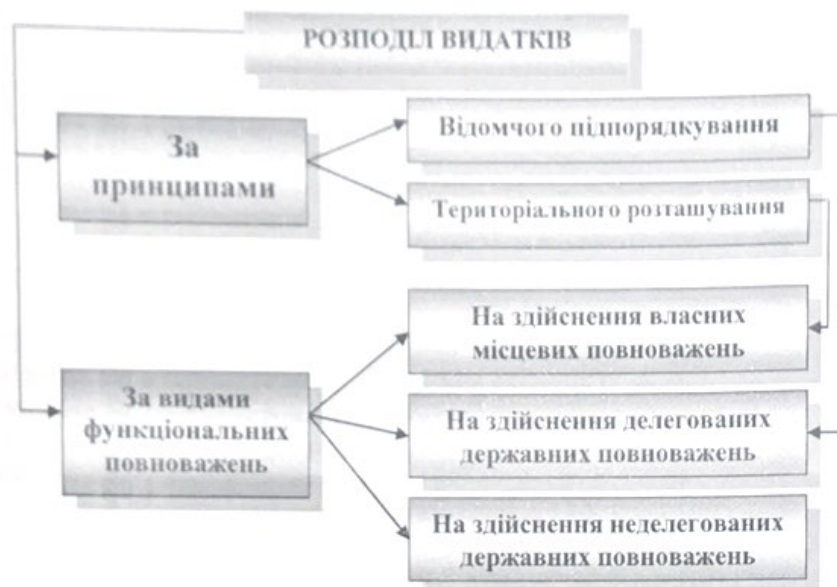 РОЗПОДІЛ ВИДАТКІВ
За
принципами
Відомчого підпорядкування
Територіального розташування
За видами
функціональних
повноважень
На здійснення власних
місцевих повноважень
На здійснення делегованих
державних повноважень
На здійснення неделегованих
державних повноважень